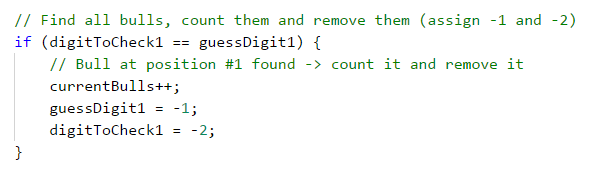 // Find all bulls, count them and remove them (assign -1 and -2)
if (digitToCheck1 == guessDigit1) {
    // Bull at position #1 found -> count it and remove it
    currentBulls++;
    guessDigit1 = -1;
    digitToCheck1 = -2;
}